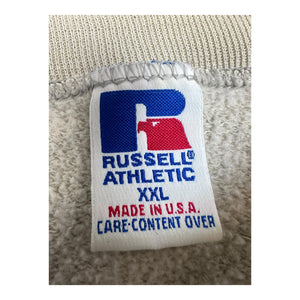 RUSSELL®
ATHLETIC
XXL
MADE IN U.S.A.
CARE-CONTENT OVER